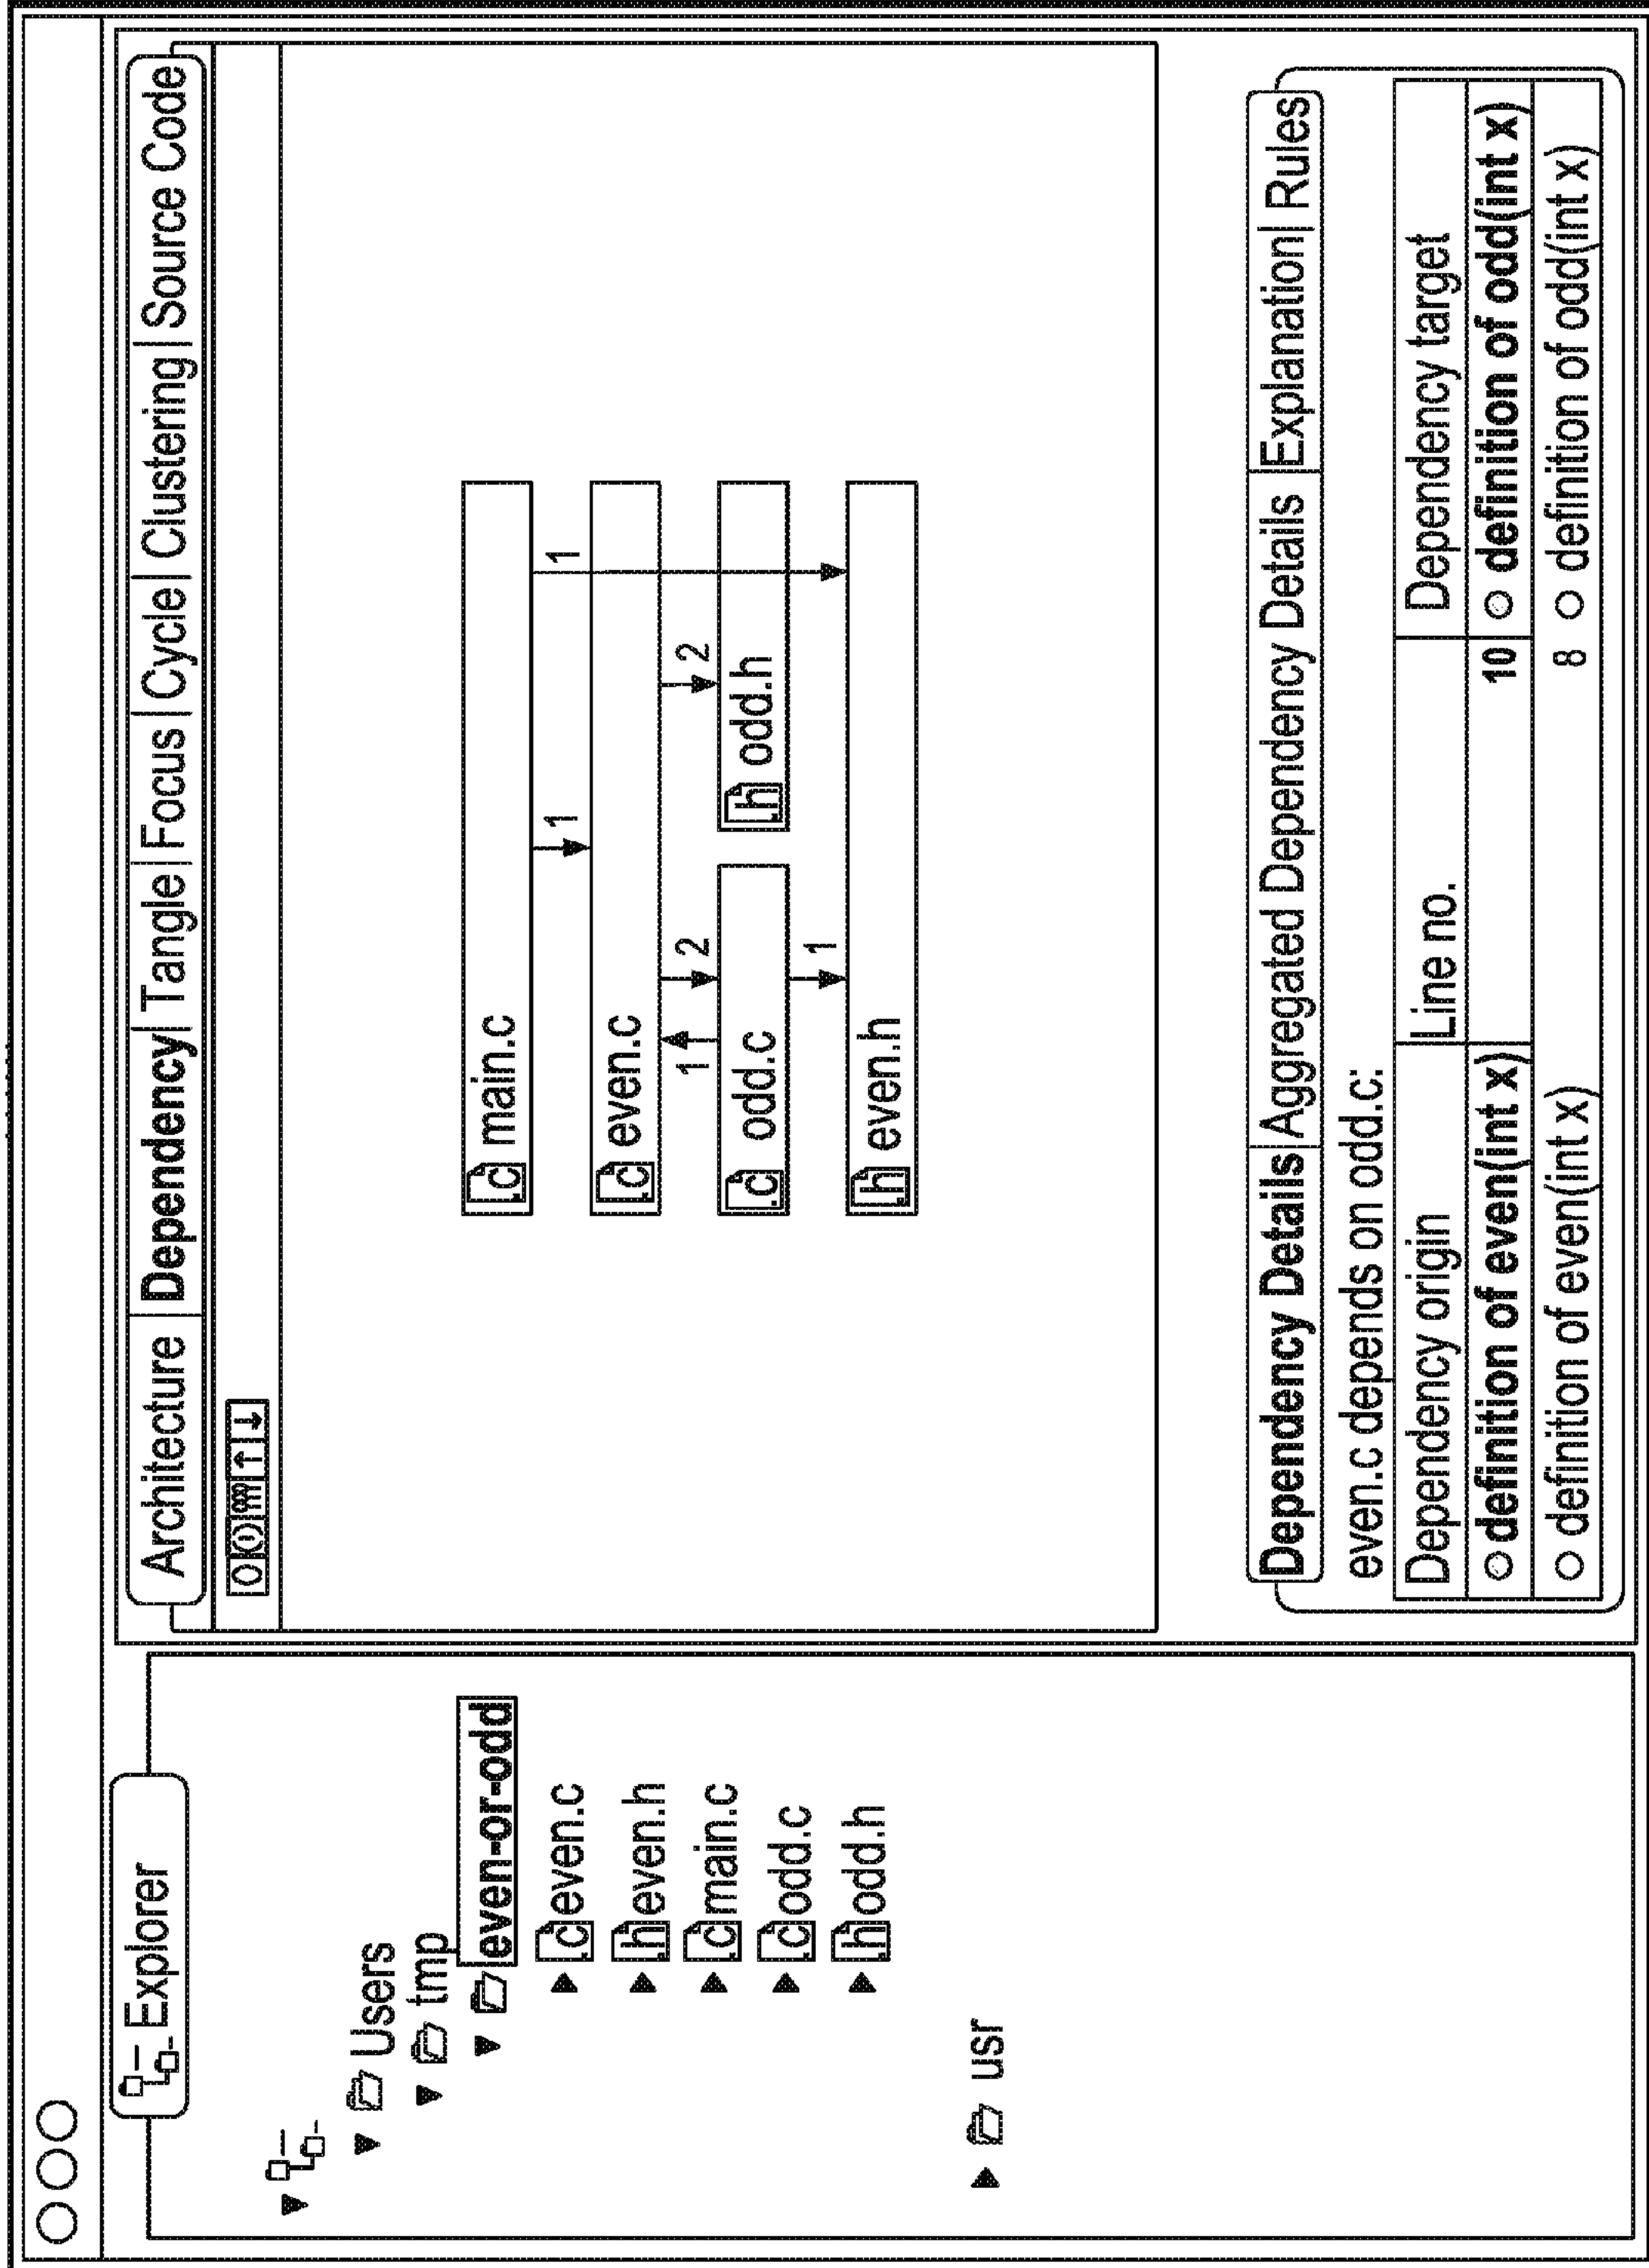 Explorer
Users
tmp
even-or-odd
.c even.c
.h even.h
.c main.c
.c odd.c
.h odd.h
usr
Architecture | Dependency | Tangle | Focus | Cycle | Clustering | Source Code
.c main.c
1
1
.c even.c
1
2
2
.c odd.c
.h odd.h
1
.h even.h
Dependency Details | Aggregated Dependency Details | Explanation | Rules
even.c depends on odd.c:
Dependency origin Line no. Dependency target
definition of even(int x) 10 definition of odd(int x)
definition of even(int x) 8 definition of odd(int x)